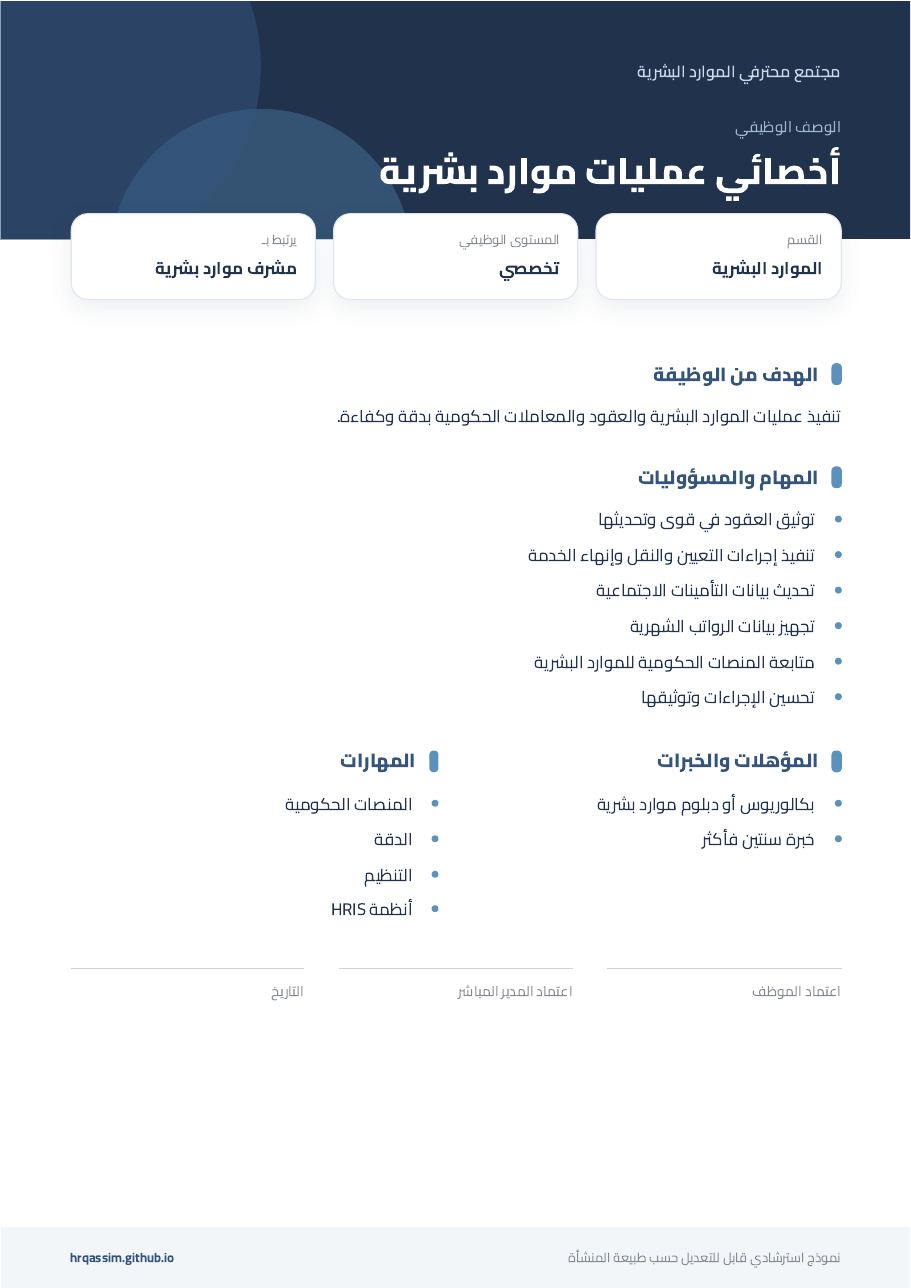 مجتمع محترفي الموارد البشرية
الوصف الوظيفي
أخصائي عمليات موارد بشرية
القسم
الموارد البشرية
المستوى الوظيفي
تخصصي
يرتبط بـ
مشرف موارد بشرية
الهدف من الوظيفة
تنفيذ عمليات الموارد البشرية والعقود والمعاملات الحكومية بدقة وكفاءة.
المهام والمسؤوليات
توثيق العقود في قوى وتحديثها
تنفيذ إجراءات التعيين والنقل وإنهاء الخدمة
تحديث بيانات التأمينات الاجتماعية
تجهيز بيانات الرواتب الشهرية
متابعة المنصات الحكومية للموارد البشرية
تحسين الإجراءات وتوثيقها
المؤهلات والخبرات
بكالوريوس أو دبلوم موارد بشرية
خبرة سنتين فأكثر
المهارات
المنصات الحكومية
الدقة
التنظيم
أنظمة HRIS
اعتماد الموظف
اعتماد المدير المباشر
التاريخ
نموذج استرشادي قابل للتعديل حسب طبيعة المنشأة
hrqassim.github.io